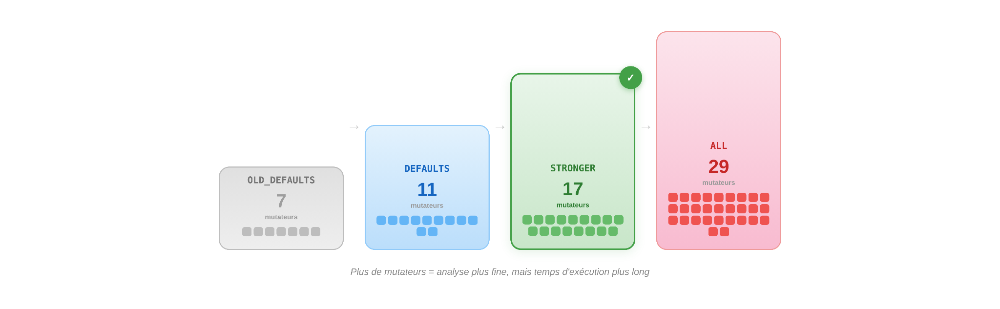 OLD_DEFAULTS
7
mutateurs
→
DEFAULTS
11
mutateurs
→
STRONGER
17
mutateurs
✓
→
ALL
29
mutateurs
Plus de mutateurs = analyse plus fine, mais temps d'exécution plus long